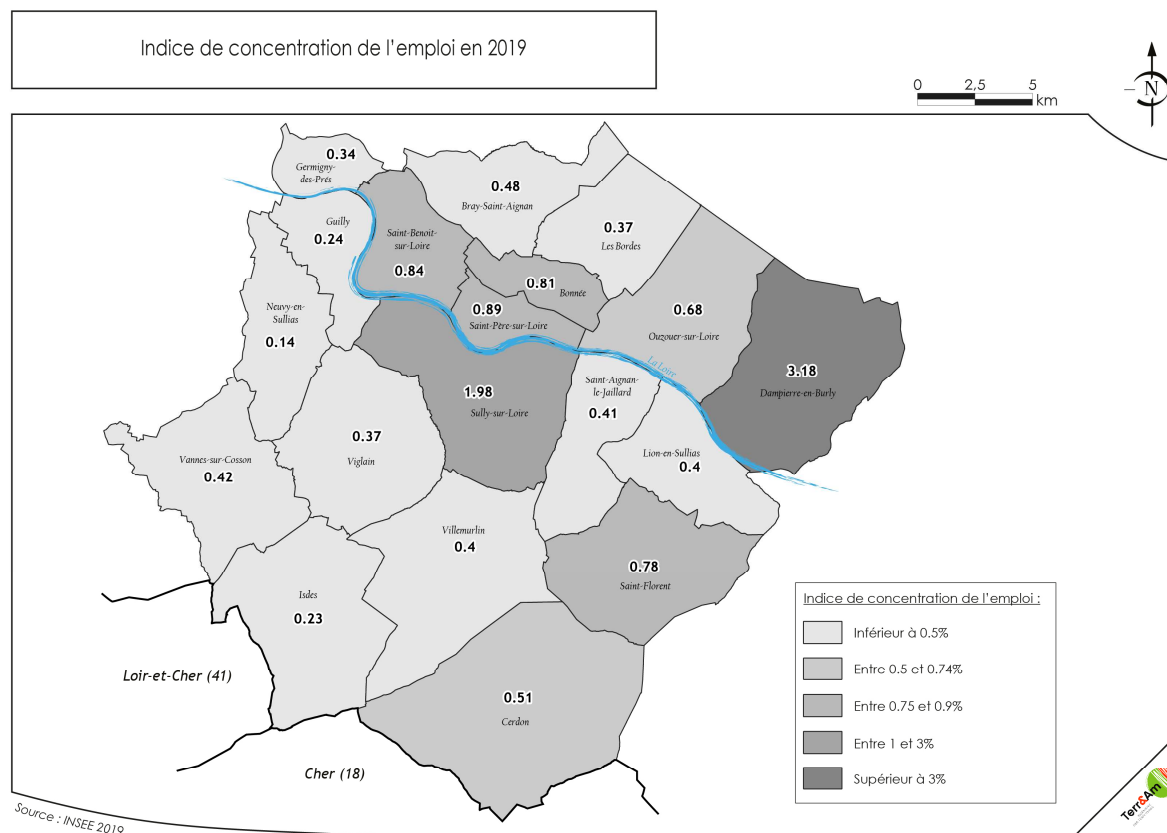 Indice de concentration de l'emploi en 2019
0 2,5 5
km
N
0.34
Germigny-
des-Prés
0.48
Bray-Saint-Aignan
0.37
Les Bordes
Guilly
0.24
Saint-Benoit-
sur-Loire
0.84
0.81
Bonnée
0.89
Saint-Père-sur-Loire
0.68
Ouzouer-sur-Loire
Neuvy-en-
Sullias
0.14
La Loire
3.18
Dampierre-en-Burly
1.98
Sully-sur-Loire
Saint-Aignan-
le-Jaillard
0.41
0.37
Viglain
Vannes-sur-Cosson
0.42
Lion-en-Sullias
0.4
Villemurlin
0.4
0.78
Saint-Florent
Isdes
0.23
Loir-et-Cher (41)
0.51
Cerdon
Cher (18)
Indice de concentration de l'emploi :
Inférieur à 0.5%
Entre 0.5 et 0.74%
Entre 0.75 et 0.9%
Entre 1 et 3%
Supérieur à 3%
Source : INSEE 2019
Terr&Am